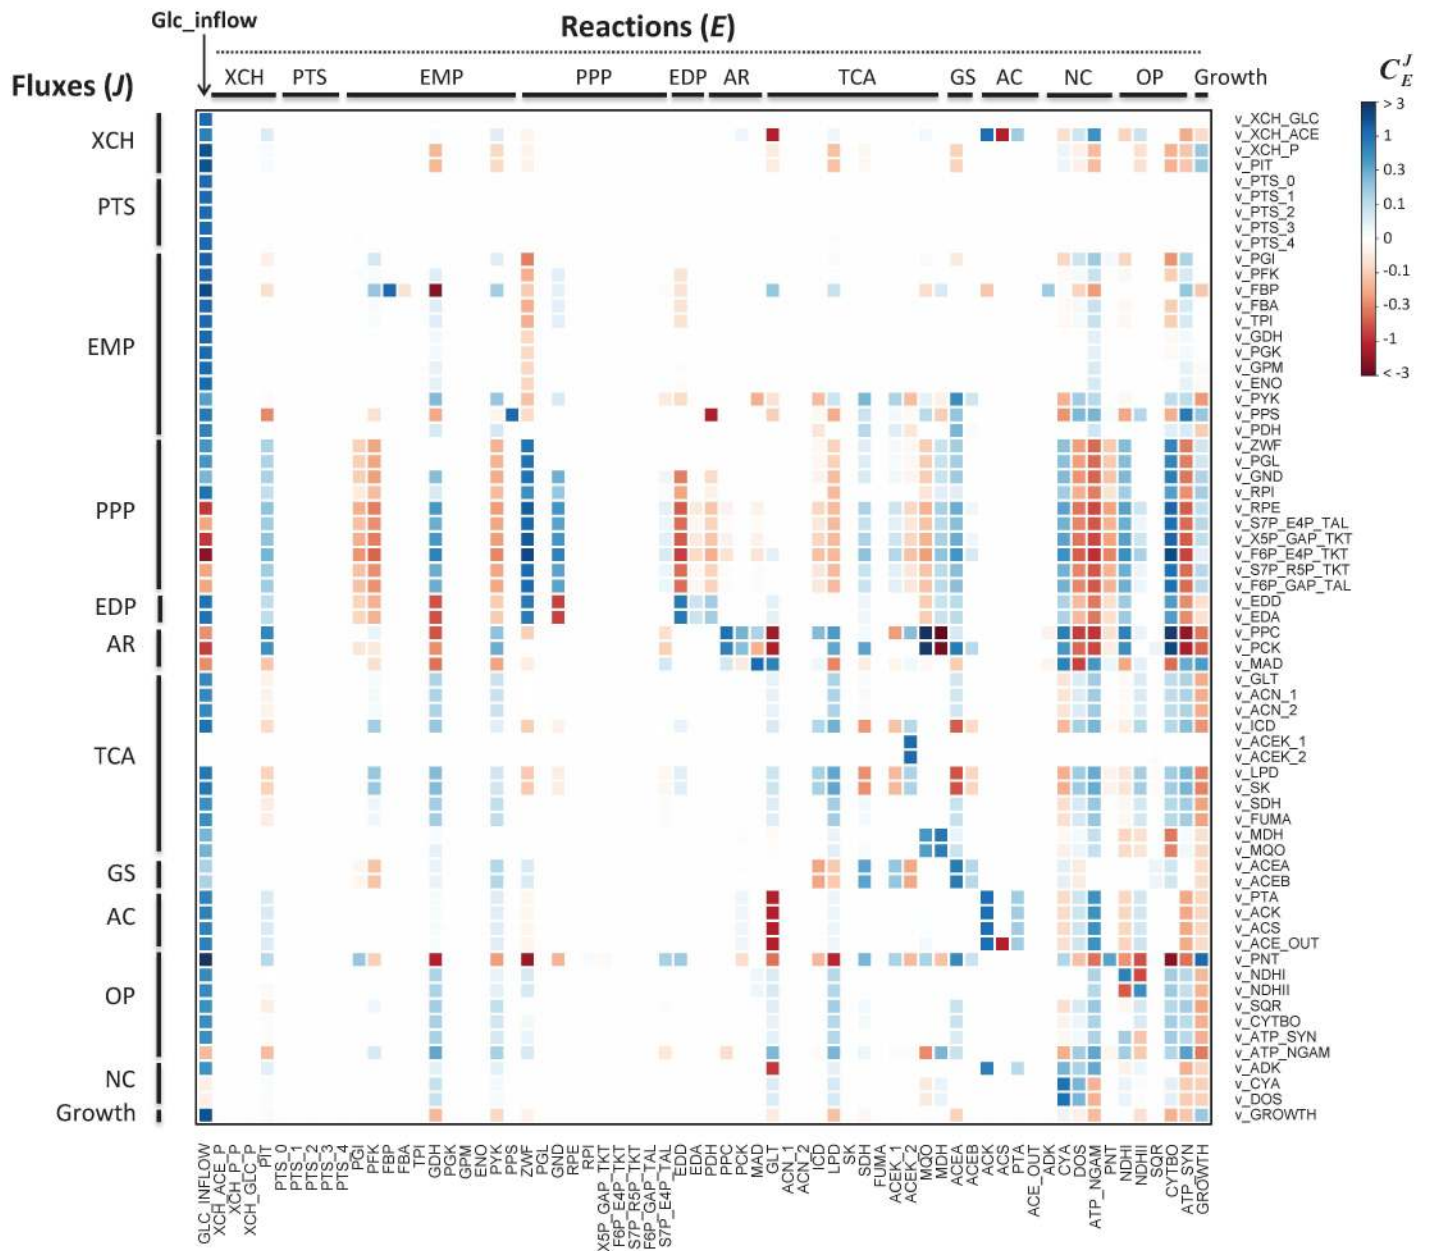 Glc_inflow
Reactions (E)
Fluxes (J)
XCH PTS EMP PPP EDP AR TCA GS AC NC OP Growth
C_E^J
> 3
1
0.3
0.1
0
-0.1
-0.3
-1
< -3
XCH
PTS
EMP
PPP
EDP
AR
TCA
GS
AC
OP
NC
Growth
v_XCH_GLC
v_XCH_ACE
v_XCH_P
v_PIT
v_PTS_0
v_PTS_1
v_PTS_2
v_PTS_3
v_PTS_4
v_PGI
v_PFK
v_FBP
v_FBA
v_TPI
v_GDH
v_PGK
v_GPM
v_ENO
v_PYK
v_PPS
v_PDH
v_ZWF
v_PGL
v_GND
v_RPI
v_RPE
v_S7P_E4P_TAL
v_X5P_GAP_TKT
v_F6P_E4P_TKT
v_S7P_R5P_TKT
v_F6P_GAP_TAL
v_EDD
v_EDA
v_PPC
v_PCK
v_MAD
v_GLT
v_ACN_1
v_ACN_2
v_ICD
v_ACEK_1
v_ACEK_2
v_LPD
v_SK
v_SDH
v_FUMA
v_MDH
v_MQO
v_ACEA
v_ACEB
v_PTA
v_ACK
v_ACS
v_ACE_OUT
v_PNT
v_NDHI
v_NDHII
v_SQR
v_CYTBO
v_ATP_SYN
v_ATP_NGAM
v_ADK
v_CYA
v_DOS
v_GROWTH
GLC_INFLOW
XCH_ACE_P
XCH_P_P
XCH_GLC_P
PIT
PTS_0
PTS_1
PTS_2
PTS_3
PTS_4
PGI
PFK
FBP
FBA
TPI
GDH
PGK
GPM
ENO
PYK
PPS
ZWF
PGL
GND
RPE
RPI
X5P_GAP_TKT
F6P_E4P_TKT
S7P_R5P_TKT
F6P_GAP_TAL
S7P_E4P_TAL
EDD
EDA
PDH
PPC
PCK
MAD
GLT
ACN_1
ACN_2
ICD
LPD
SK
SDH
FUMA
ACEK_1
ACEK_2
MQO
MDH
ACEA
ACEB
ACK
ACS
PTA
ACE_OUT
ADK
CYA
DOS
ATP_NGAM
PNT
NDHI
NDHII
SQR
CYTBO
ATP_SYN
GROWTH